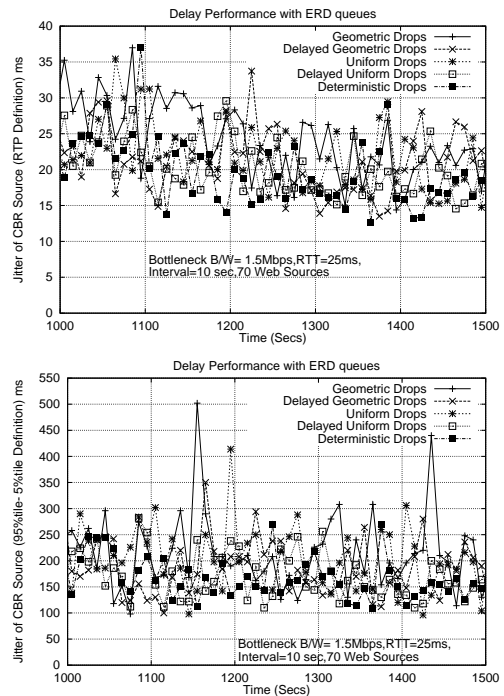 Delay Performance with ERD queues
Jitter of CBR Source (RTP Definition) ms
40
35
30
25
20
15
10
5
0
Geometric Drops
Delayed Geometric Drops
Uniform Drops
Delayed Uniform Drops
Deterministic Drops
Bottleneck B/W= 1.5Mbps,RTT=25ms,
Interval=10 sec,70 Web Sources
1000 1100 1200 1300 1400 1500
Time (Secs)
Delay Performance with ERD queues
Jitter of CBR Source (95%tile- 5%tile Definition) ms
550
500
450
400
350
300
250
200
150
100
50
0
Geometric Drops
Delayed Geometric Drops
Uniform Drops
Delayed Uniform Drops
Deterministic Drops
Bottleneck B/W= 1.5Mbps,RTT=25ms,
Interval=10 sec,70 Web Sources
1000 1100 1200 1300 1400 1500
Time (Secs)